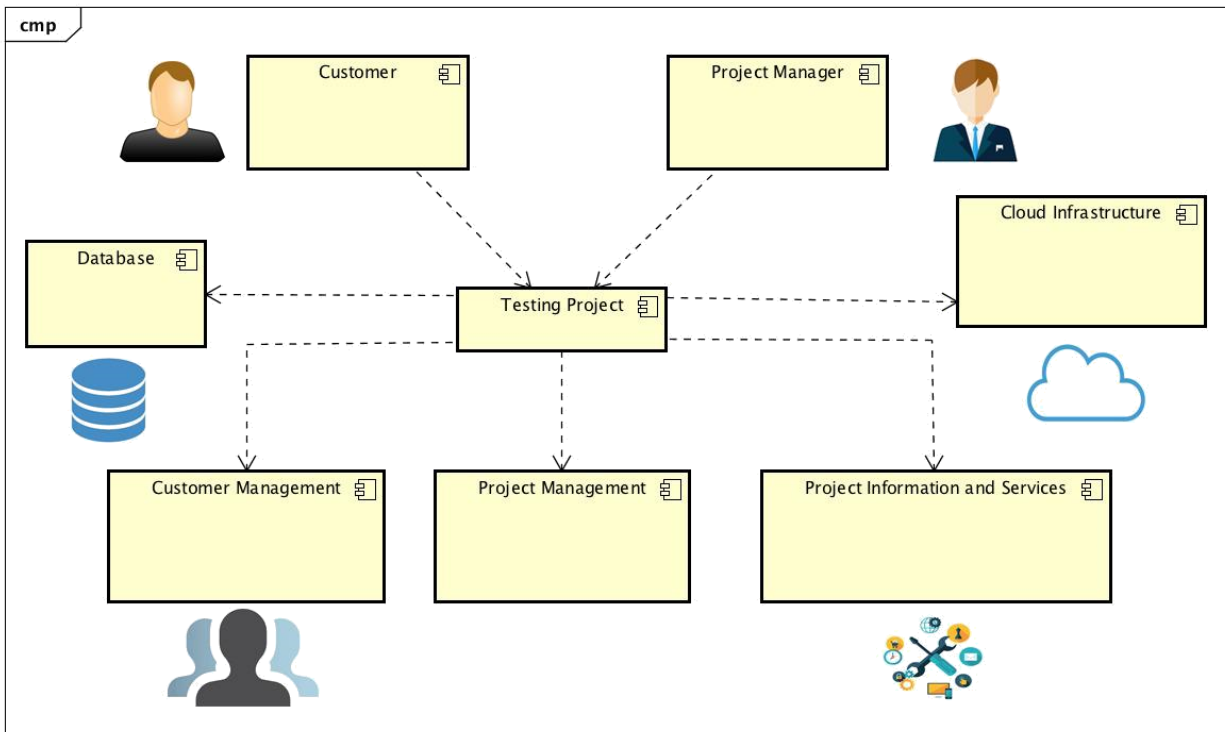 cmp
Customer
Project Manager
Cloud Infrastructure
Database
Testing Project
Customer Management
Project Management
Project Information and Services